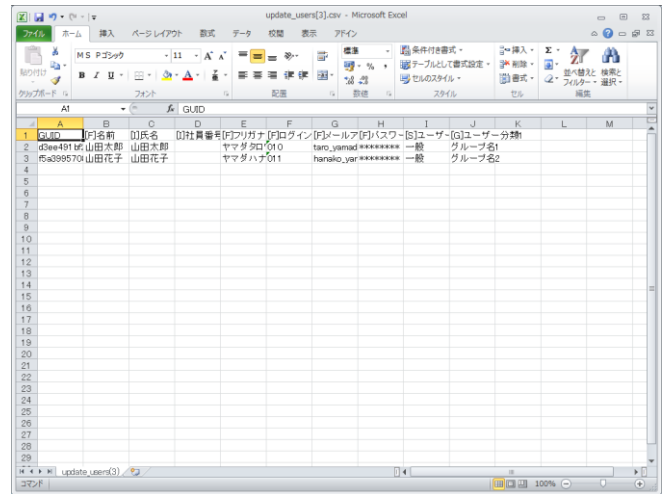 update_users[3].csv - Microsoft Excel
ファイル ホーム 挿入 ページ レイアウト 数式 データ 校閲 表示 アドイン
貼り付け
MS Pゴシック 11
B I U
標準
条件付き書式
テーブルとして書式設定
セルのスタイル
挿入
削除
書式
並べ替えと フィルター
検索と 選択
クリップボード フォント 配置 数値 スタイル セル 編集
A1 fx GUID
A B C D E F G H I J K L M
1 GUID [F]名前 [I]氏名 [I]社員番号 [F]フリガナ [F]ログイン [F]メールア [F]パスワー [S]ユーザー [G]ユーザー分類1
2 d3ee491bf 山田太郎 山田太郎 ヤマダタロ 010 taro_yamad ******** 一般 グループ名1
3 f5a399570 山田花子 山田花子 ヤマダハナ 011 hanako_yar ******** 一般 グループ名2
4
5
6
7
8
9
10
11
12
13
14
15
16
17
18
19
20
21
22
23
24
25
26
27
28
29
update_users(3)
コマンド 100%